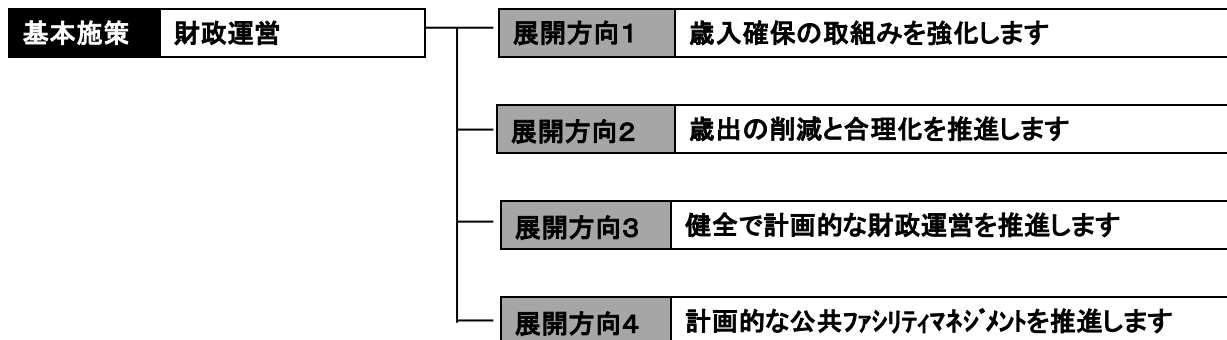 基本施策 財政運営
展開方向1 歳入確保の取組みを強化します
展開方向2 歳出の削減と合理化を推進します
展開方向3 健全で計画的な財政運営を推進します
展開方向4 計画的な公共ﾌｧｼﾘﾃｨﾏﾈｼﾞﾒﾝﾄを推進します